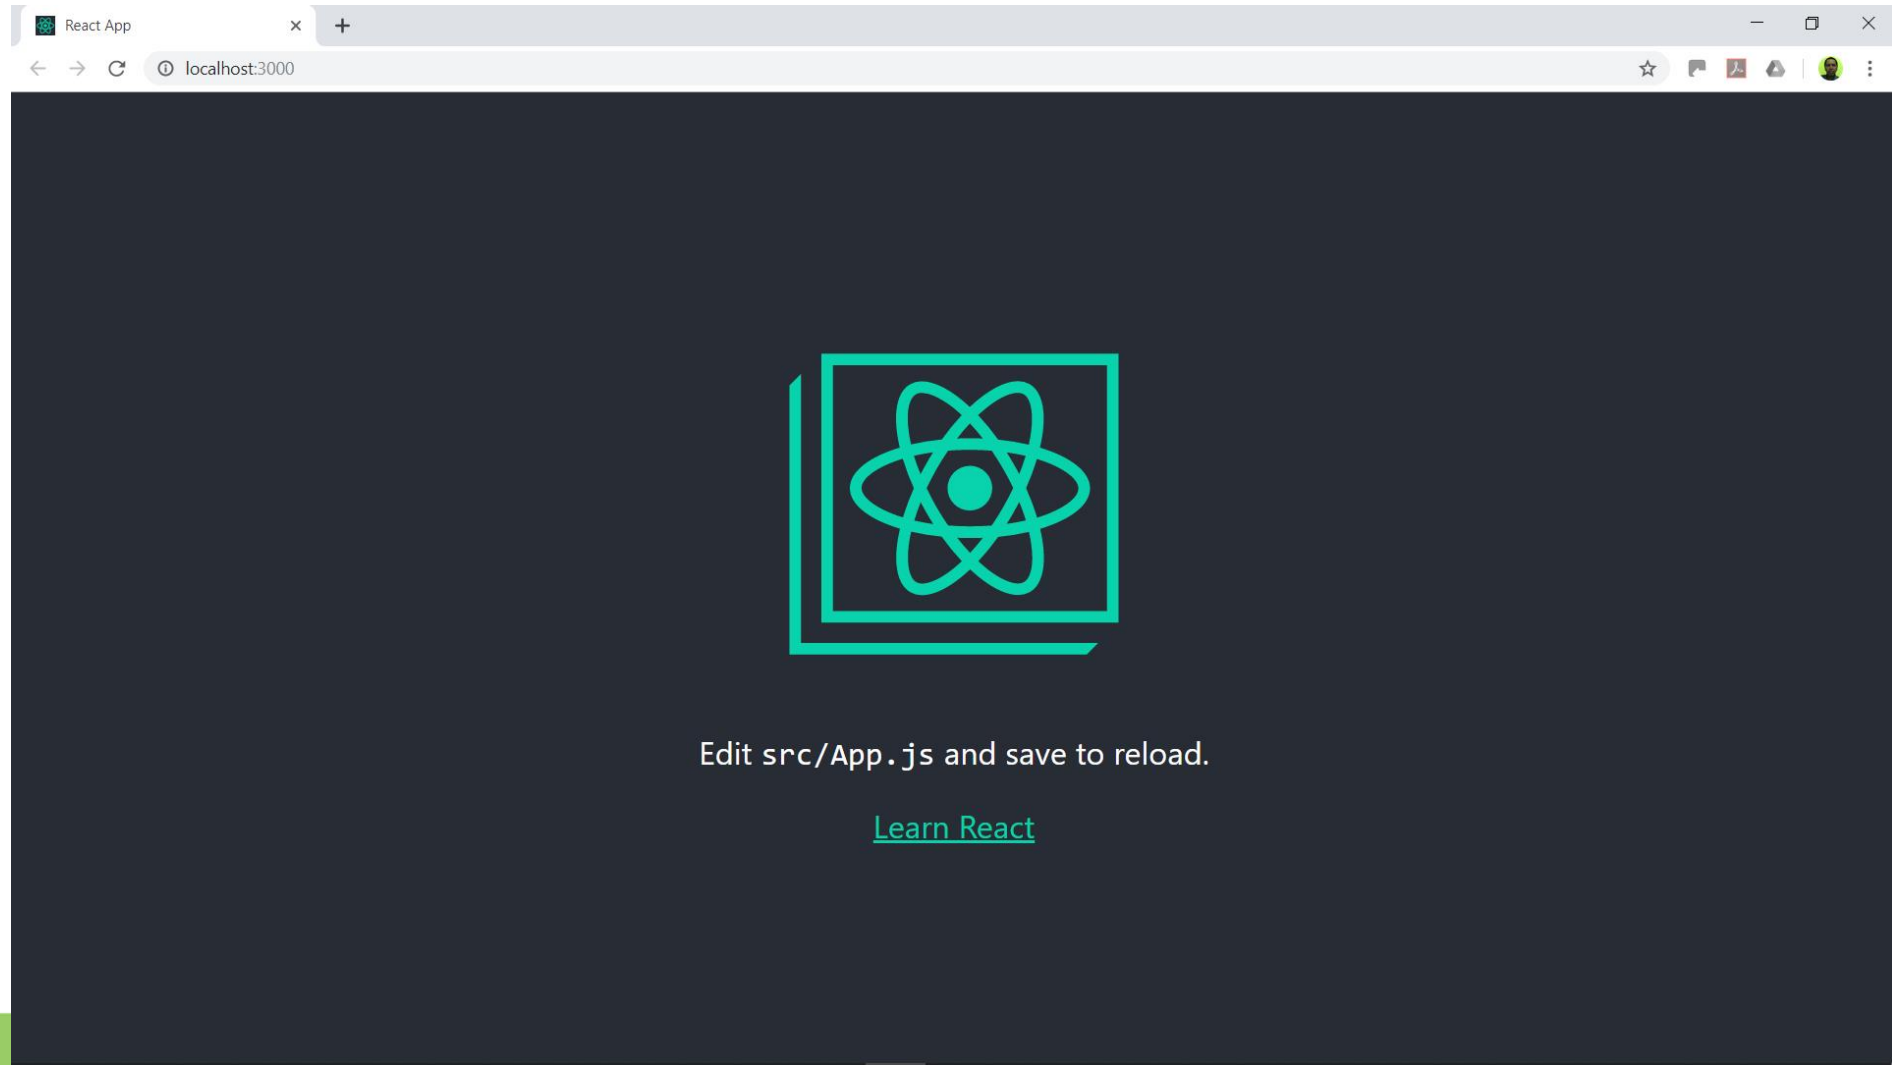 React App
localhost:3000
Edit src/App.js and save to reload.
Learn React